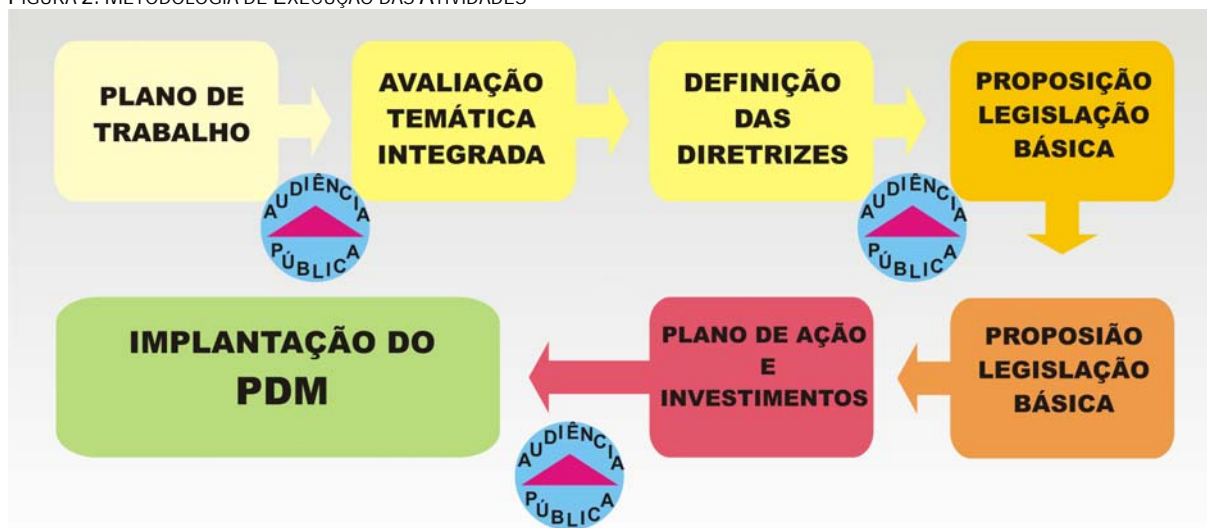 FIGURA 2: METODOLOGIA DE EXECUÇÃO DAS ATIVIDADES
PLANO DE
TRABALHO
AUDIÊNCIA
PÚBLICA
AVALIAÇÃO
TEMÁTICA
INTEGRADA
DEFINIÇÃO
DAS
DIRETRIZES
AUDIÊNCIA
PÚBLICA
PROPOSIÇÃO
LEGISLAÇÃO
BÁSICA
PROPOSIÃO
LEGISLAÇÃO
BÁSICA
PLANO DE AÇÃO
E
INVESTIMENTOS
AUDIÊNCIA
PÚBLICA
IMPLANTAÇÃO DO
PDM